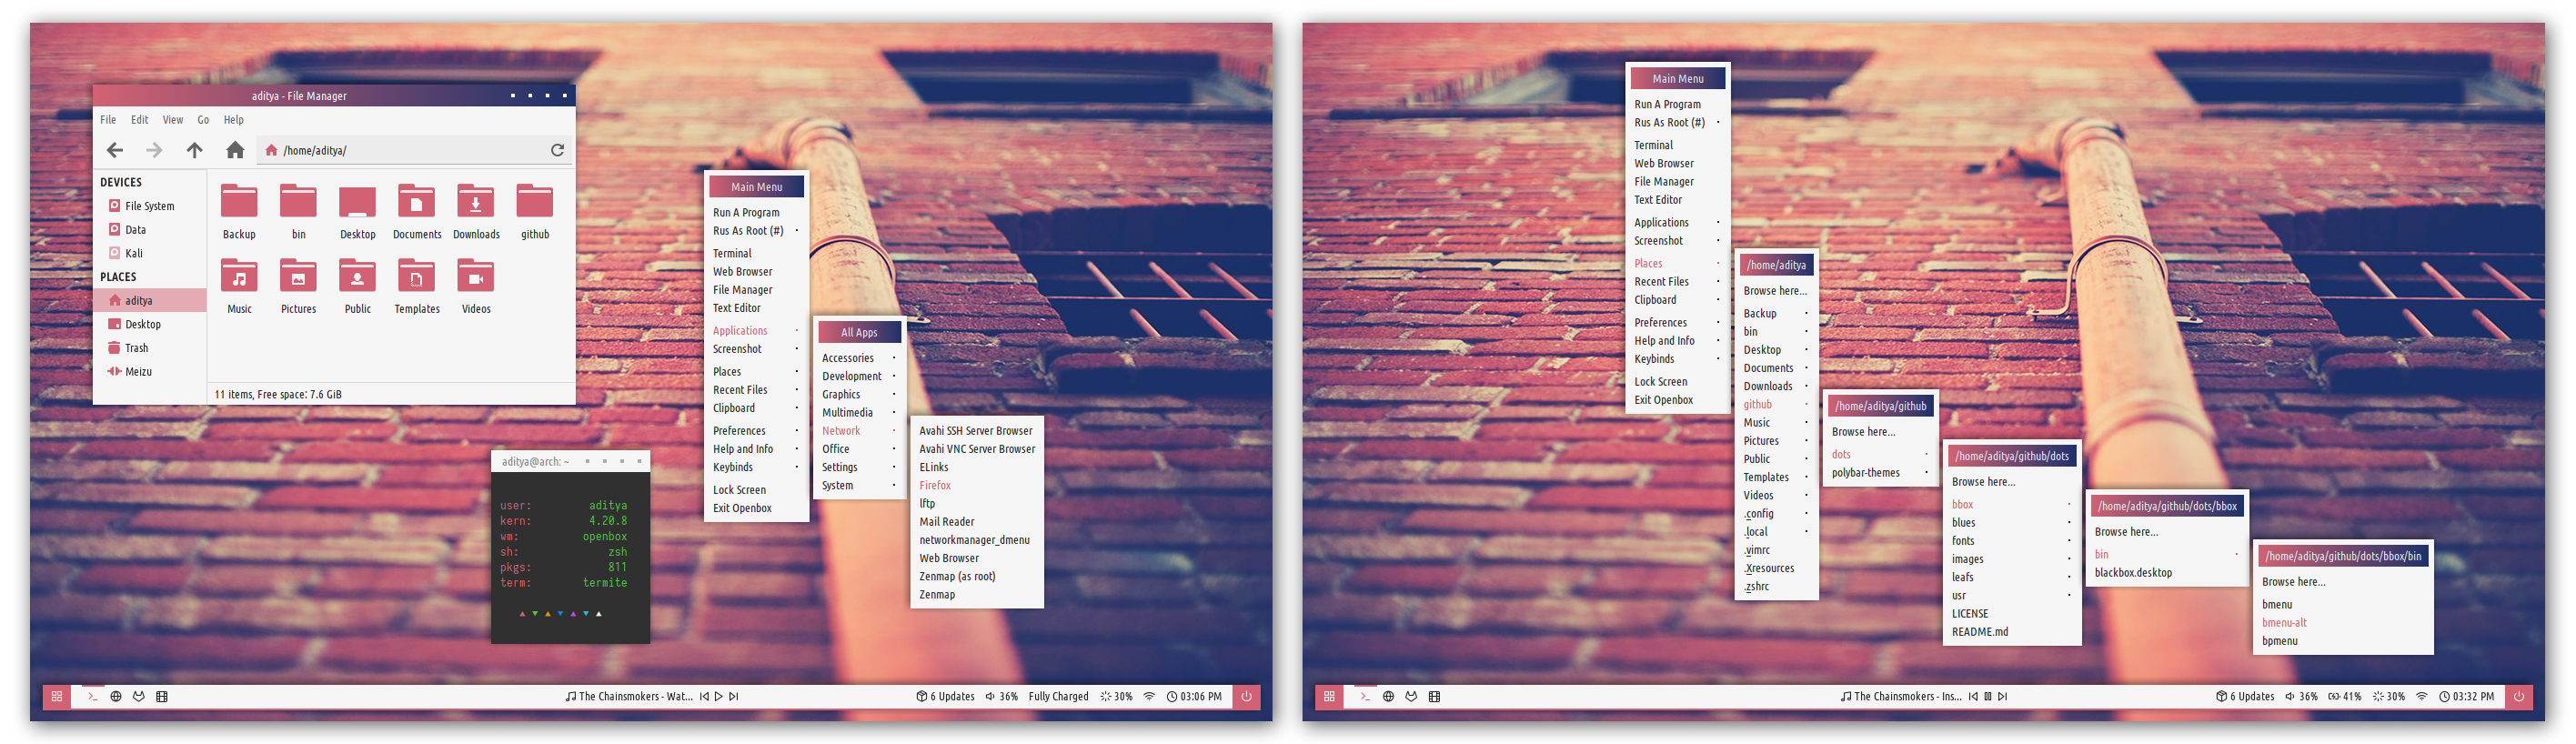 aditya - File Manager
File Edit View Go Help
/home/aditya/
DEVICES
File System
Data
Kali
PLACES
aditya
Desktop
Trash
Meizu
Backup bin Desktop Documents Downloads github
Music Pictures Public Templates Videos
11 items, Free space: 7.6 GiB
aditya@arch: ~
user: aditya
kern: 4.20.8
wm: openbox
sh: zsh
pkgs: 811
term: termite
Main Menu
Run A Program
Rus As Root (#)
Terminal
Web Browser
File Manager
Text Editor
Applications
Screenshot
Places
Recent Files
Clipboard
Preferences
Help and Info
Keybinds
Lock Screen
Exit Openbox
All Apps
Accessories
Development
Graphics
Multimedia
Network
Office
Settings
System
Avahi SSH Server Browser
Avahi VNC Server Browser
ELinks
Firefox
lftp
Mail Reader
networkmanager_dmenu
Web Browser
Zenmap (as root)
Zenmap
The Chainsmokers - Wat...
6 Updates 36% Fully Charged 30% 03:06 PM
Main Menu
Run A Program
Rus As Root (#)
Terminal
Web Browser
File Manager
Text Editor
Applications
Screenshot
Places
Recent Files
Clipboard
Preferences
Help and Info
Keybinds
Lock Screen
Exit Openbox
/home/aditya
Browse here...
Backup
bin
Desktop
Documents
Downloads
github
Music
Pictures
Public
Templates
Videos
.config
.local
.vimrc
.Xresources
.zshrc
/home/aditya/github
Browse here...
dots
polybar-themes
/home/aditya/github/dots
Browse here...
bbox
blues
fonts
images
leafs
usr
LICENSE
README.md
/home/aditya/github/dots/bbox
Browse here...
bin
blackbox.desktop
/home/aditya/github/dots/bbox/bin
Browse here...
bmenu
bmenu-alt
bpmenu
The Chainsmokers - Ins...
6 Updates 36% 41% 30% 03:32 PM